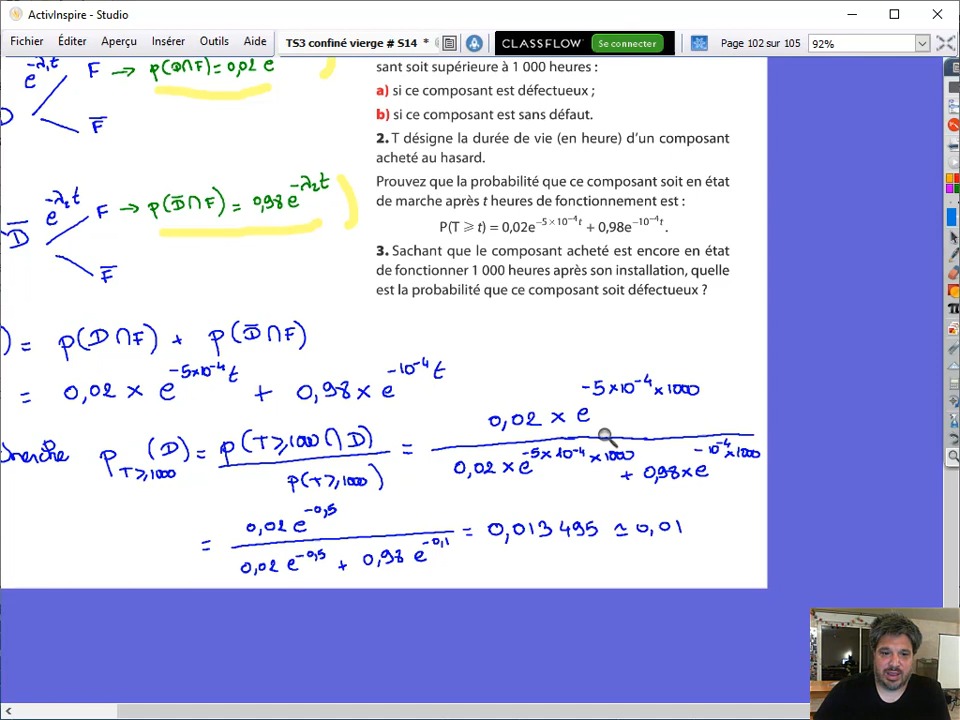 ActivInspire - Studio
Fichier Éditer Aperçu Insérer Outils Aide TS3 confiné vierge # S14 * CLASSFLOW Se connecter Page 102 sur 105 92%
sant soit supérieure à 1 000 heures :
a) si ce composant est défectueux ;
b) si ce composant est sans défaut.
2. T désigne la durée de vie (en heure) d'un composant
acheté au hasard.
Prouvez que la probabilité que ce composant soit en état
de marche après t heures de fonctionnement est :
P(T ⩾ t) = 0,02e^{-5×10^{-4}t} + 0,98e^{-10^{-4}t}.
3. Sachant que le composant acheté est encore en état
de fonctionner 1 000 heures après son installation, quelle
est la probabilité que ce composant soit défectueux ?
D e^{-λ₁t} F → p(D∩F) = 0,02 e
F̅
D̅ e^{-λ₂t} F → p(D̅∩F) = 0,98 e^{-λ₂t}
F̅
) = p(D∩F) + p(D̅∩F)
= 0,02 × e^{-5×10^{-4}t} + 0,98 × e^{-10^{-4}t}
cherche p_{T⩾1000}(D) = p(T⩾1000 ∩ D) / p(T⩾1000) = 0,02 × e^{-5×10^{-4}×1000} / 0,02 × e^{-5×10^{-4}×1000} + 0,98 × e^{-10^{-4}×1000}
= 0,02 e^{-0,5} / 0,02 e^{-0,5} + 0,98 e^{-0,1} = 0,013 495 ≃ 0,01